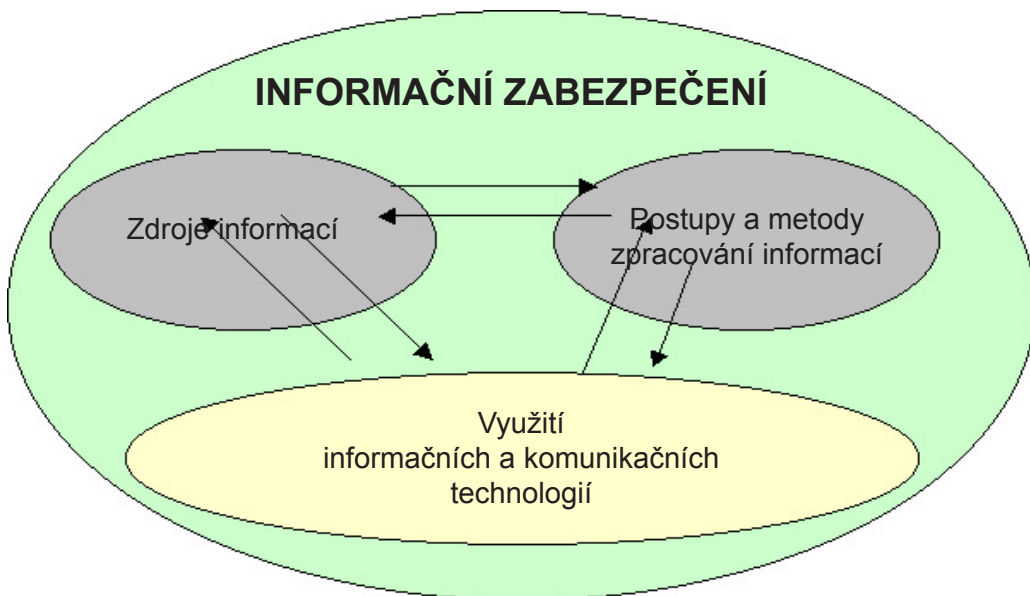 INFORMAČNÍ ZABEZPEČENÍ
Zdroje informací
Postupy a metody
zpracování informací
Využití
informačních a komunikačních
technologií